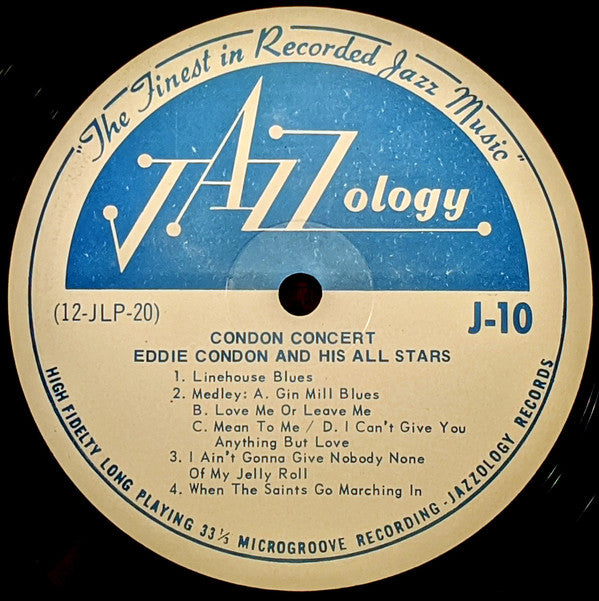 "The Finest in Recorded Jazz Music"
JAZZology
(12-JLP-20)
J-10
CONDON CONCERT
EDDIE CONDON AND HIS ALL STARS
1. Linehouse Blues
2. Medley: A. Gin Mill Blues
B. Love Me Or Leave Me
C. Mean To Me / D. I Can't Give You
Anything But Love
3. I Ain't Gonna Give Nobody None
Of My Jelly Roll
4. When The Saints Go Marching In
HIGH FIDELTY LONG PLAYING 33⅓ MICROGROOVE RECORDING - JAZZOLOGY RECORDS